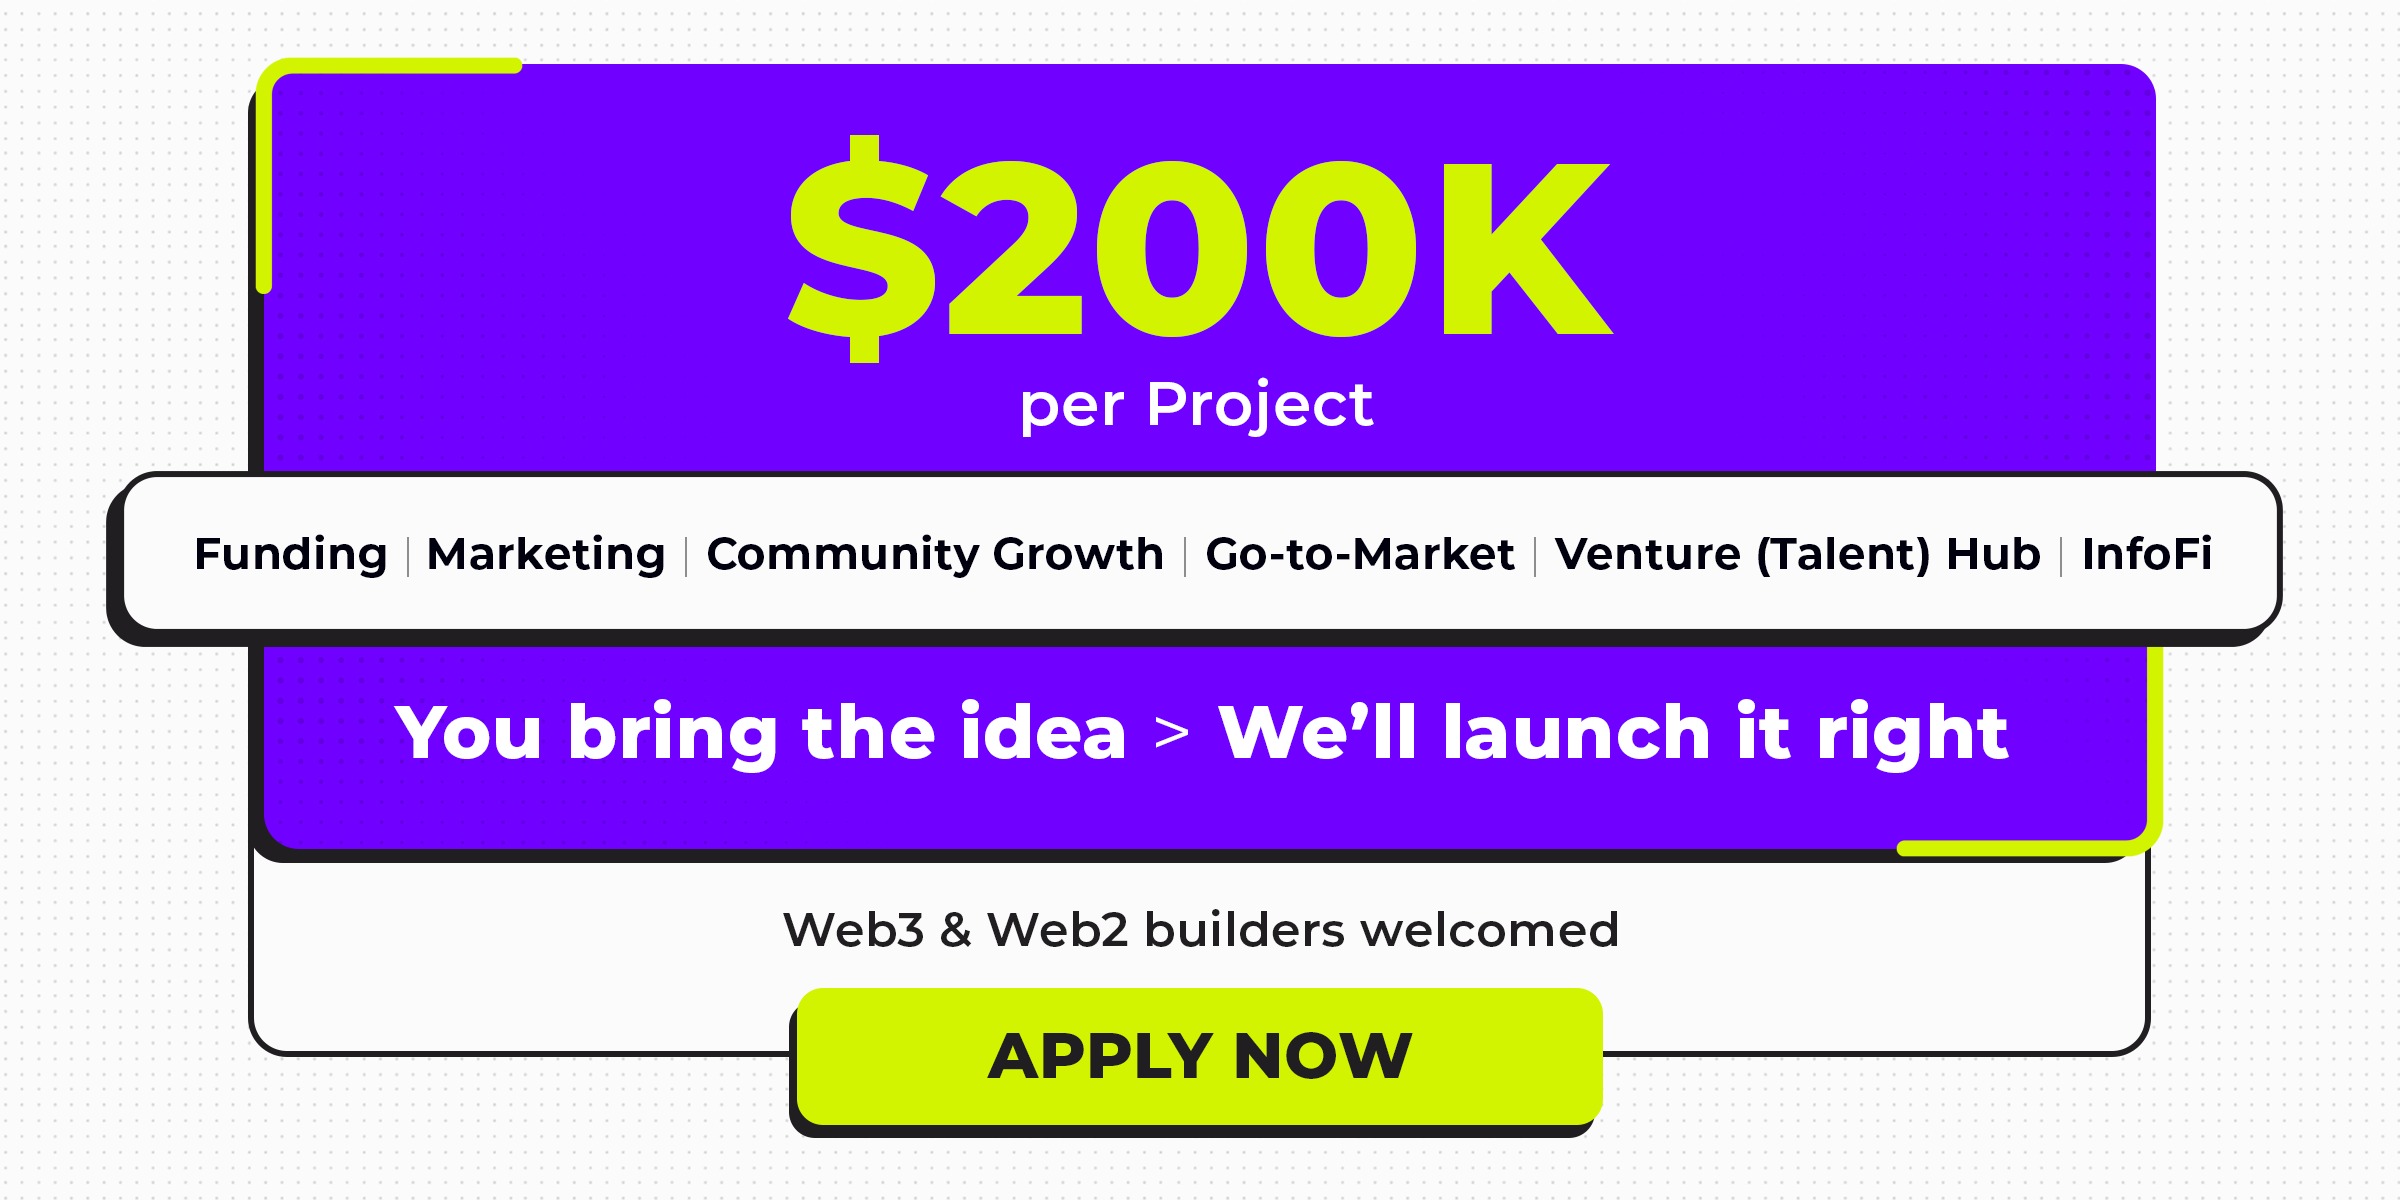 $200K
per Project
Funding | Marketing | Community Growth | Go-to-Market | Venture (Talent) Hub | InfoFi
You bring the idea > We’ll launch it right
Web3 & Web2 builders welcomed
APPLY NOW